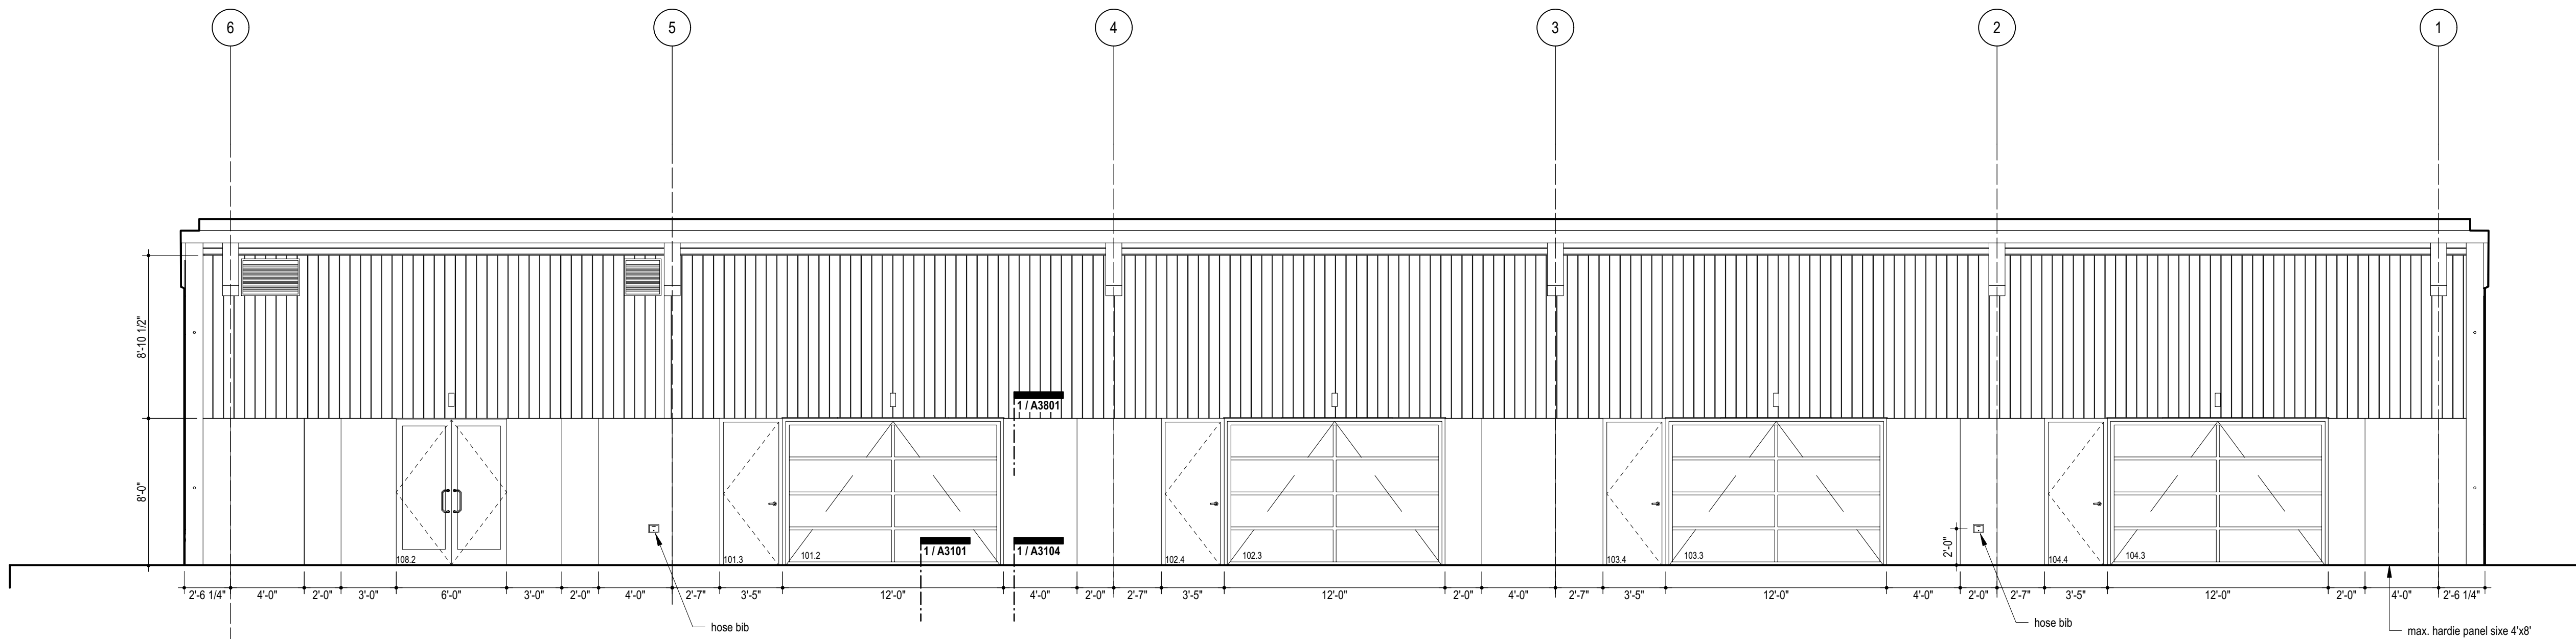 6 5 4 3 2 1
8'-10 1/2"
1 / A3801
8'-0"
108.2 101.3 101.2 1 / A3101 1 / A3104 102.4 102.3 103.4 103.3 2'-0" 104.4 104.3
2'-6 1/4" 4'-0" 2'-0" 3'-0" 6'-0" 3'-0" 2'-0" 4'-0" 2'-7" 3'-5" 12'-0" 4'-0" 2'-0" 2'-7" 3'-5" 12'-0" 2'-0" 4'-0" 2'-7" 3'-5" 12'-0" 4'-0" 2'-0" 2'-7" 3'-5" 12'-0" 2'-0" 4'-0" 2'-6 1/4"
hose bib
hose bib
max. hardie panel sixe 4'x8'